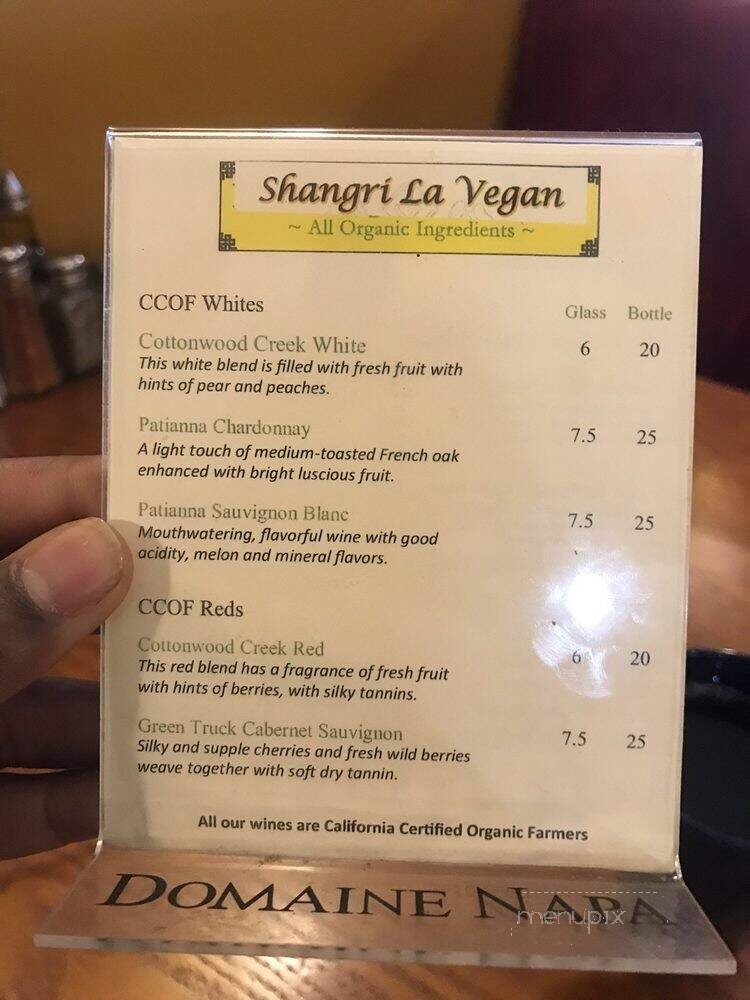 Shangri La Vegan
~ All Organic Ingredients ~
CCOF Whites Glass Bottle
Cottonwood Creek White 6 20
This white blend is filled with fresh fruit with
hints of pear and peaches.
Patianna Chardonnay 7.5 25
A light touch of medium-toasted French oak
enhanced with bright luscious fruit.
Patianna Sauvignon Blanc 7.5 25
Mouthwatering, flavorful wine with good
acidity, melon and mineral flavors.
CCOF Reds
Cottonwood Creek Red 6 20
This red blend has a fragrance of fresh fruit
with hints of berries, with silky tannins.
Green Truck Cabernet Sauvignon 7.5 25
Silky and supple cherries and fresh wild berries
weave together with soft dry tannin.
All our wines are California Certified Organic Farmers
DOMAINE NAPA
menupix